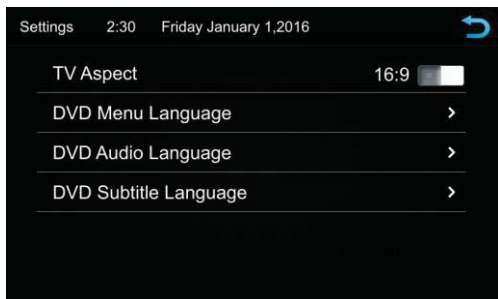 Settings 2:30 Friday January 1,2016
TV Aspect 16:9
DVD Menu Language
DVD Audio Language
DVD Subtitle Language